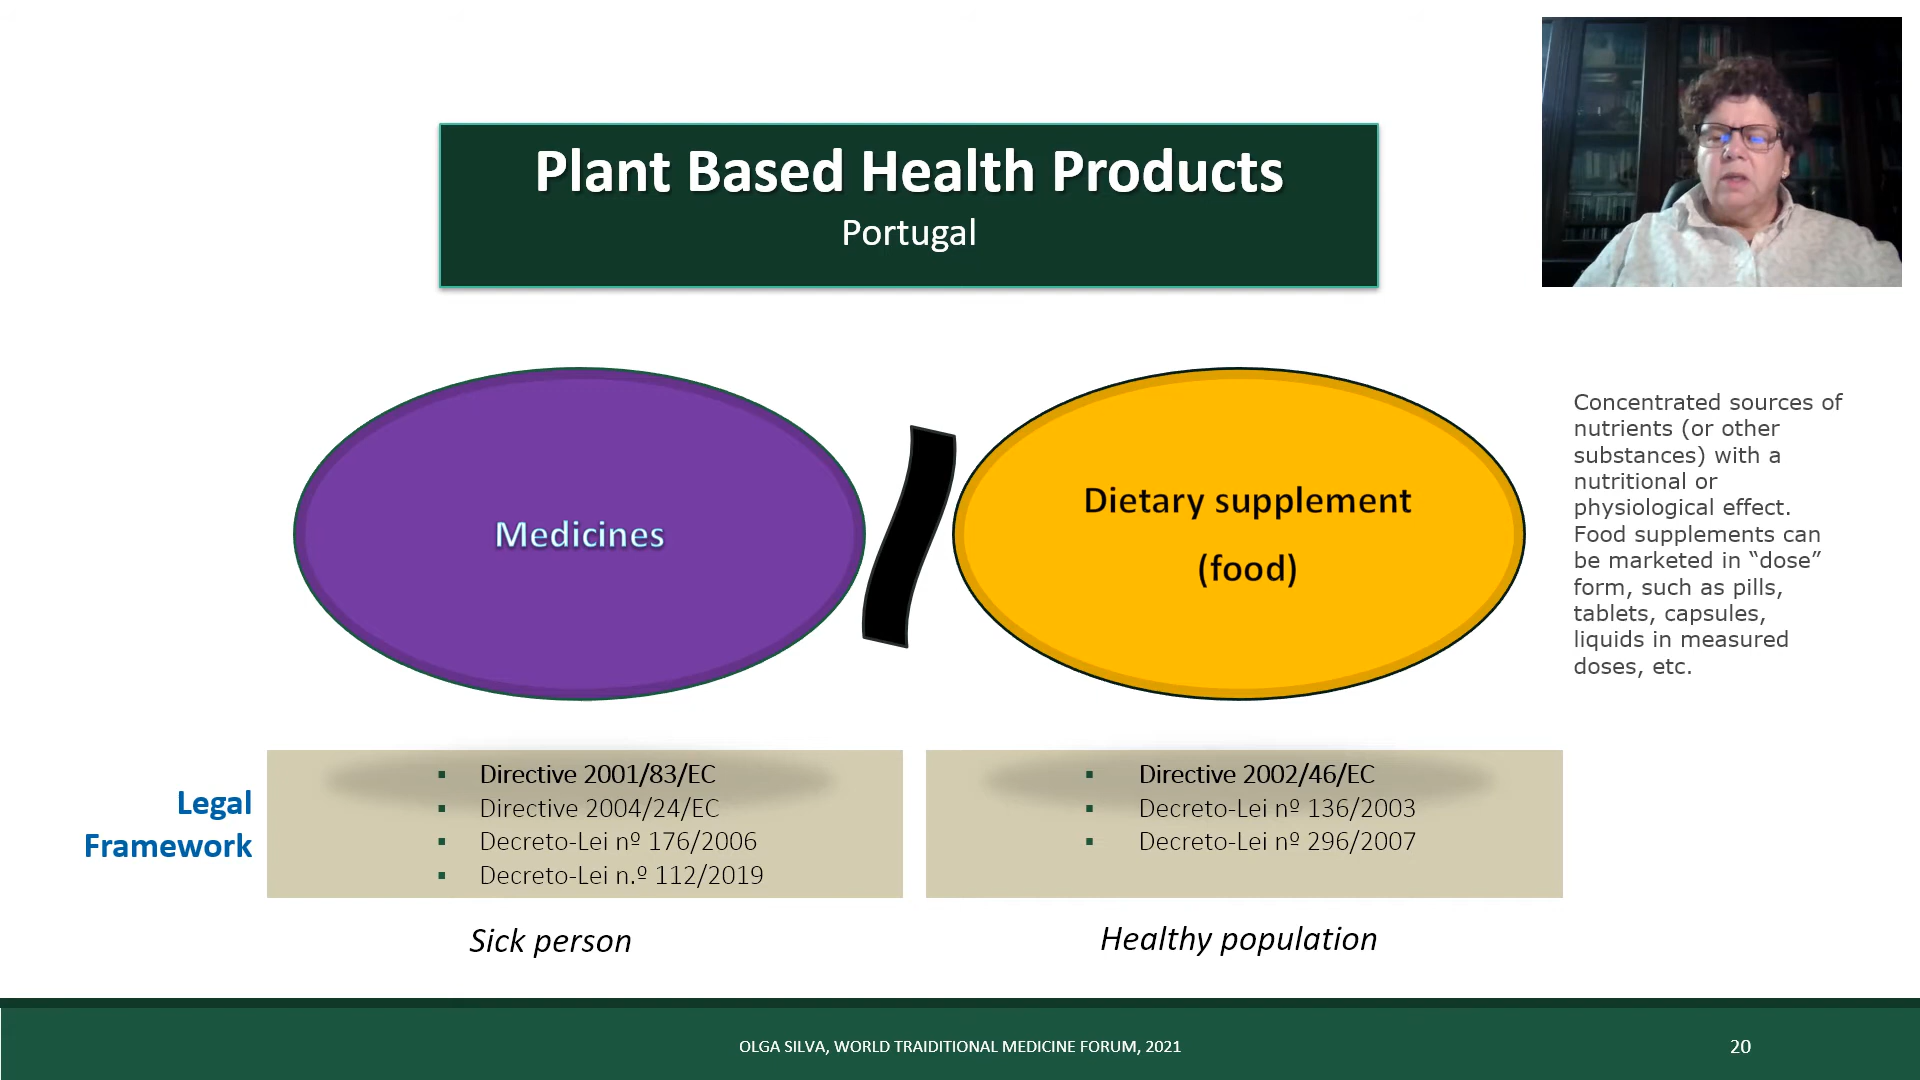 Plant Based Health Products
Portugal
Medicines
Dietary supplement
(food)
Concentrated sources of
nutrients (or other
substances) with a
nutritional or
physiological effect.
Food supplements can
be marketed in “dose”
form, such as pills,
tablets, capsules,
liquids in measured
doses, etc.
Legal
Framework
▪ Directive 2001/83/EC
▪ Directive 2004/24/EC
▪ Decreto-Lei nº 176/2006
▪ Decreto-Lei n.º 112/2019
▪ Directive 2002/46/EC
▪ Decreto-Lei nº 136/2003
▪ Decreto-Lei nº 296/2007
Sick person
Healthy population
OLGA SILVA, WORLD TRAIDITIONAL MEDICINE FORUM, 2021
20